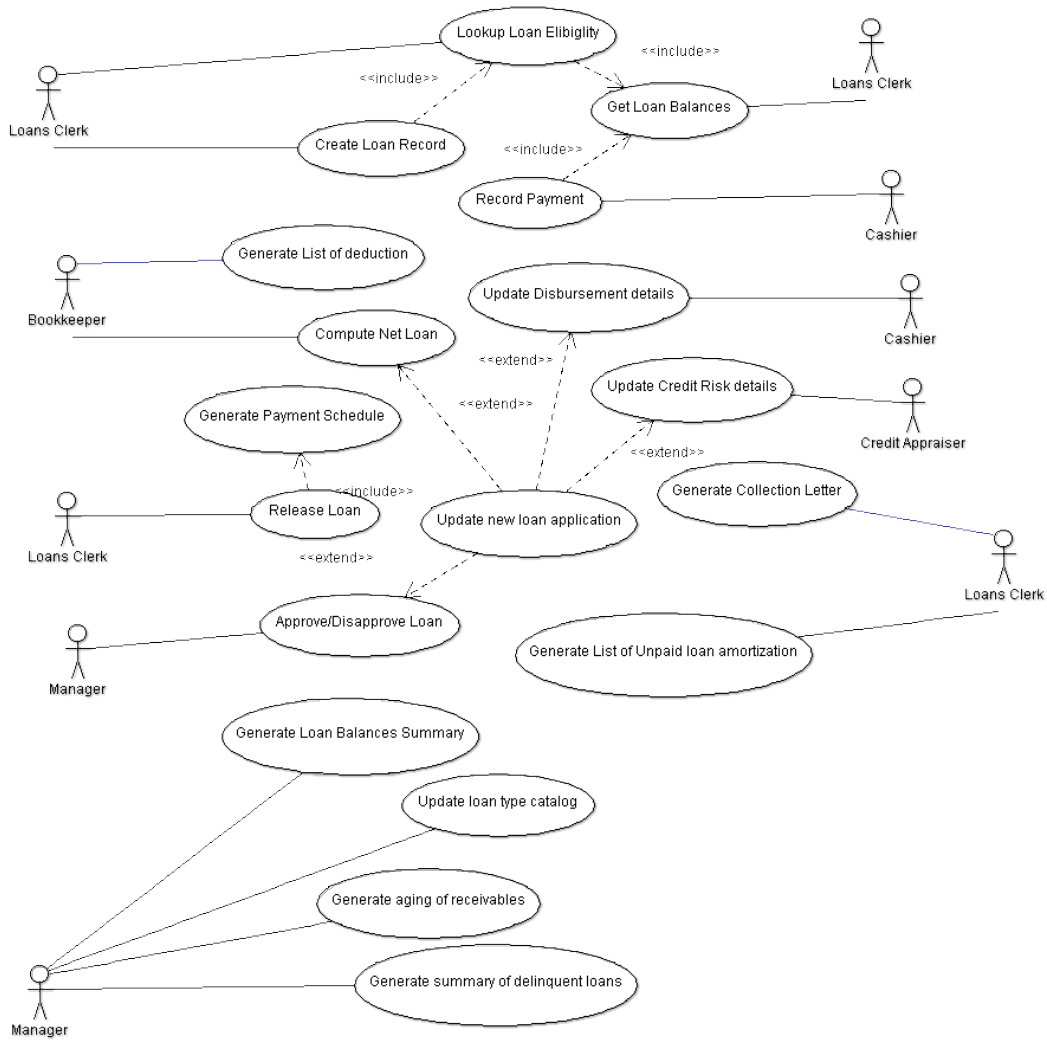 Lookup Loan Elibiglity
<<include>>
Loans Clerk
<<include>>
Loans Clerk
Get Loan Balances
Create Loan Record
<<include>>
Record Payment
Cashier
Generate List of deduction
Bookkeeper
Update Disbursement details
Cashier
Compute Net Loan
<<extend>>
Update Credit Risk details
<<extend>>
Generate Payment Schedule
Credit Appraiser
<<extend>>
Generate Collection Letter
<<include>>
Release Loan
Update new loan application
Loans Clerk
<<extend>>
Loans Clerk
Approve/Disapprove Loan
Generate List of Unpaid loan amortization
Manager
Generate Loan Balances Summary
Update loan type catalog
Generate aging of receivables
Generate summary of delinquent loans
Manager